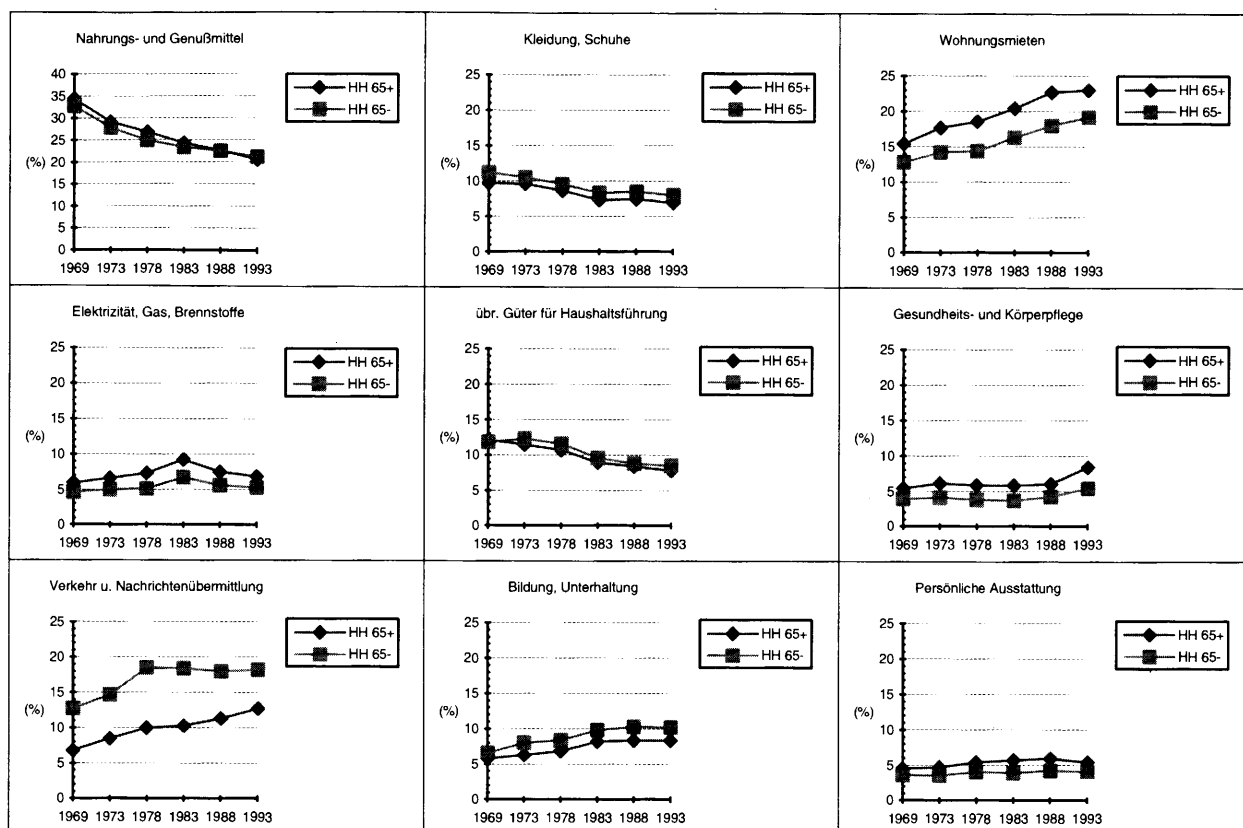 Nahrungs- und Genußmittel
40
35
30
25
(%) 20
15
10
5
0
1969 1973 1978 1983 1988 1993
HH 65+
HH 65-
Kleidung, Schuhe
25
20
15
10
(%)
5
0
1969 1973 1978 1983 1988 1993
HH 65+
HH 65-
Wohnungsmieten
25
20
15
(%)
10
5
0
1969 1973 1978 1983 1988 1993
HH 65+
HH 65-
Elektrizität, Gas, Brennstoffe
25
20
15
(%)
10
5
0
1969 1973 1978 1983 1988 1993
HH 65+
HH 65-
übr. Güter für Haushaltsführung
25
20
15
(%)
10
5
0
1969 1973 1978 1983 1988 1993
HH 65+
HH 65-
Gesundheits- und Körperpflege
25
20
15
(%)
10
5
0
1969 1973 1978 1983 1988 1993
HH 65+
HH 65-
Verkehr u. Nachrichtenübermittlung
25
20
15
(%)
10
5
0
1969 1973 1978 1983 1988 1993
HH 65+
HH 65-
Bildung, Unterhaltung
25
20
15
(%)
10
5
0
1969 1973 1978 1983 1988 1993
HH 65+
HH 65-
Persönliche Ausstattung
25
20
15
(%)
10
5
0
1969 1973 1978 1983 1988 1993
HH 65+
HH 65-